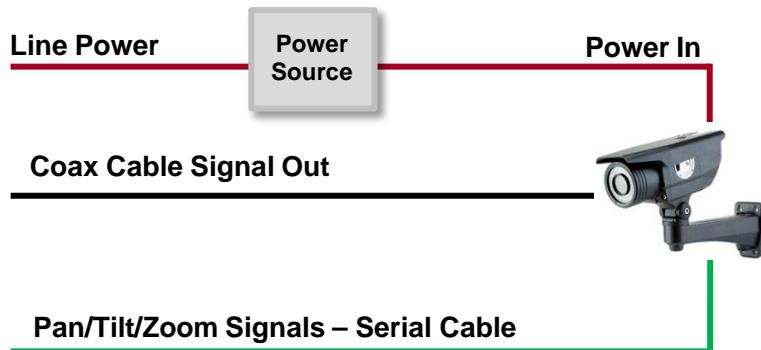 Line Power
Power
Source
Power In
Coax Cable Signal Out
Pan/Tilt/Zoom Signals – Serial Cable